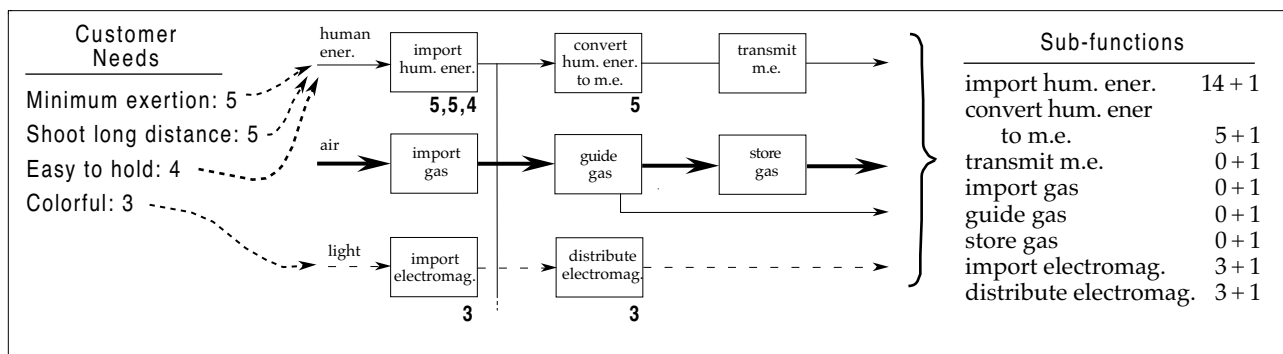 Customer
Needs
Minimum exertion: 5
Shoot long distance: 5
Easy to hold: 4
Colorful: 3
human
ener.
import
hum. ener.
5,5,4
convert
hum. ener.
to m.e.
5
transmit
m.e.
air
import
gas
guide
gas
store
gas
light
import
electromag.
3
distribute
electromag.
3
Sub-functions
import hum. ener. 14 + 1
convert hum. ener
to m.e. 5 + 1
transmit m.e. 0 + 1
import gas 0 + 1
guide gas 0 + 1
store gas 0 + 1
import electromag. 3 + 1
distribute electromag. 3 + 1